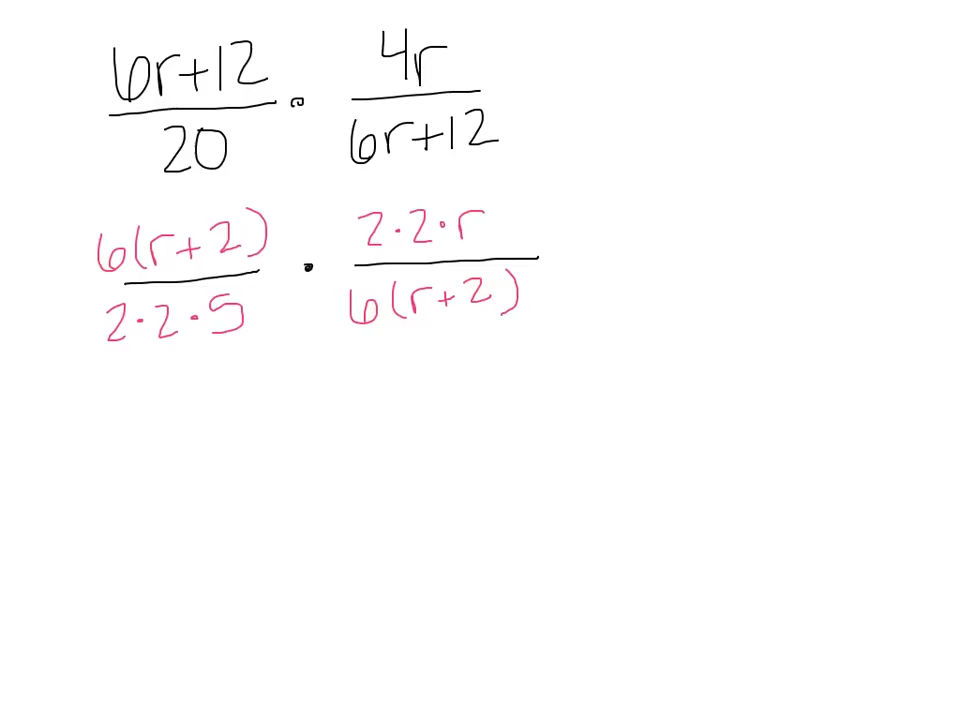 6r+12 4r
20 · 6r+12
6(r+2) 2·2·r
2·2·5 · 6(r+2)